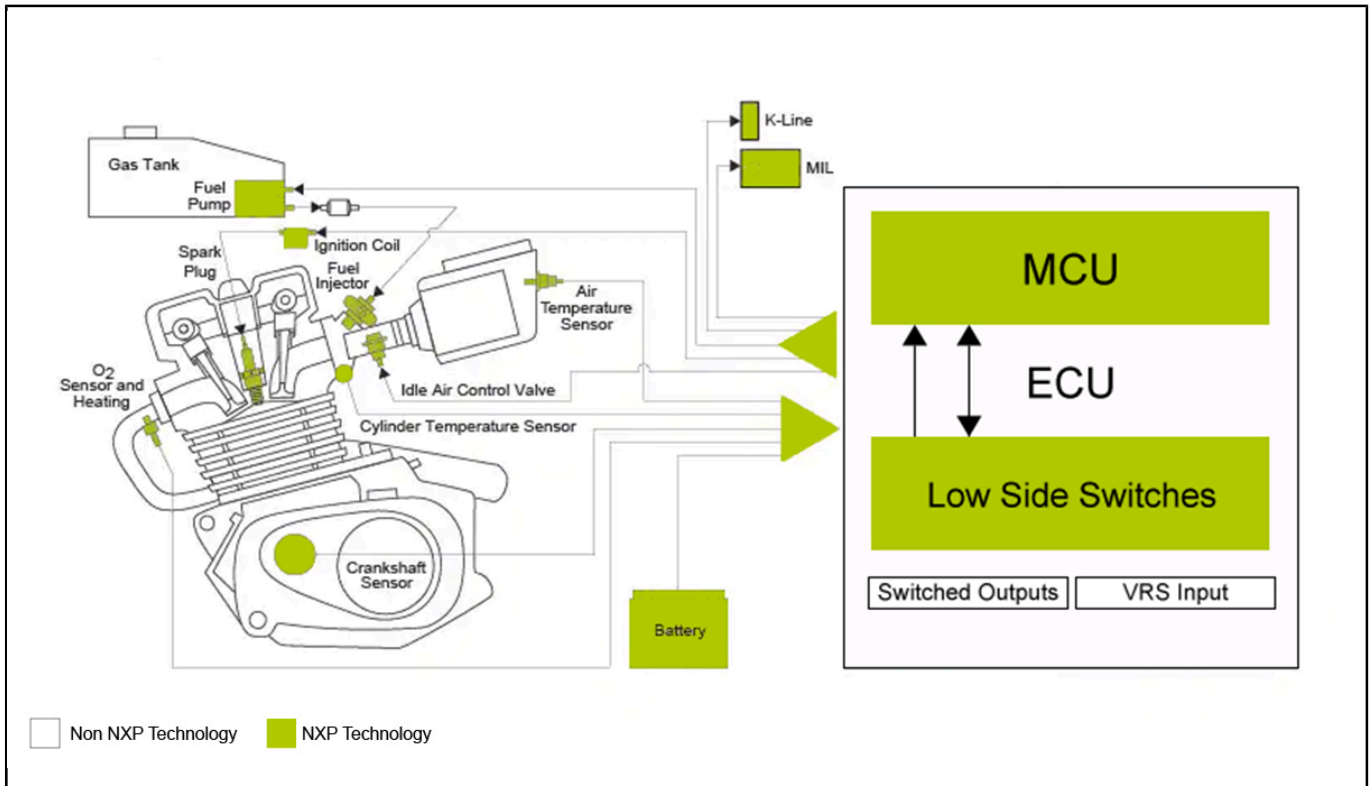 K-Line
MIL
Gas Tank
Fuel
Pump
Ignition Coil
Spark
Plug
Fuel
Injector
Air
Temperature
Sensor
O2
Sensor and
Heating
Idle Air Control Valve
Cylinder Temperature Sensor
Crankshaft
Sensor
Battery
MCU
ECU
Low Side Switches
Switched Outputs
VRS Input
Non NXP Technology
NXP Technology